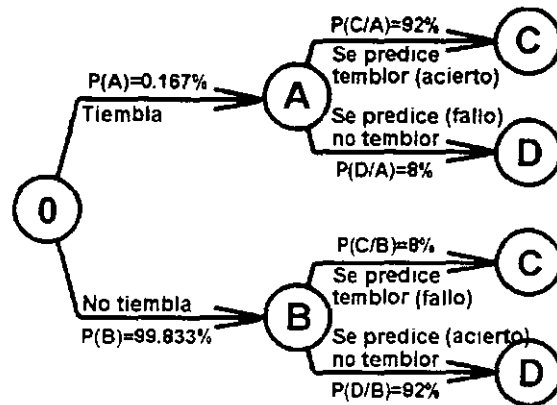 P(C/A)=92%
C
Se predice
temblor (acierto)
P(A)=0.167%
A
Tiembla
Se predice (fallo)
no temblor
D
P(D/A)=8%
0
P(C/B)=8%
C
Se predice
temblor (fallo)
No tiembla
B
P(B)=99.833%
Se predice (acierto)
no temblor
D
P(D/B)=92%